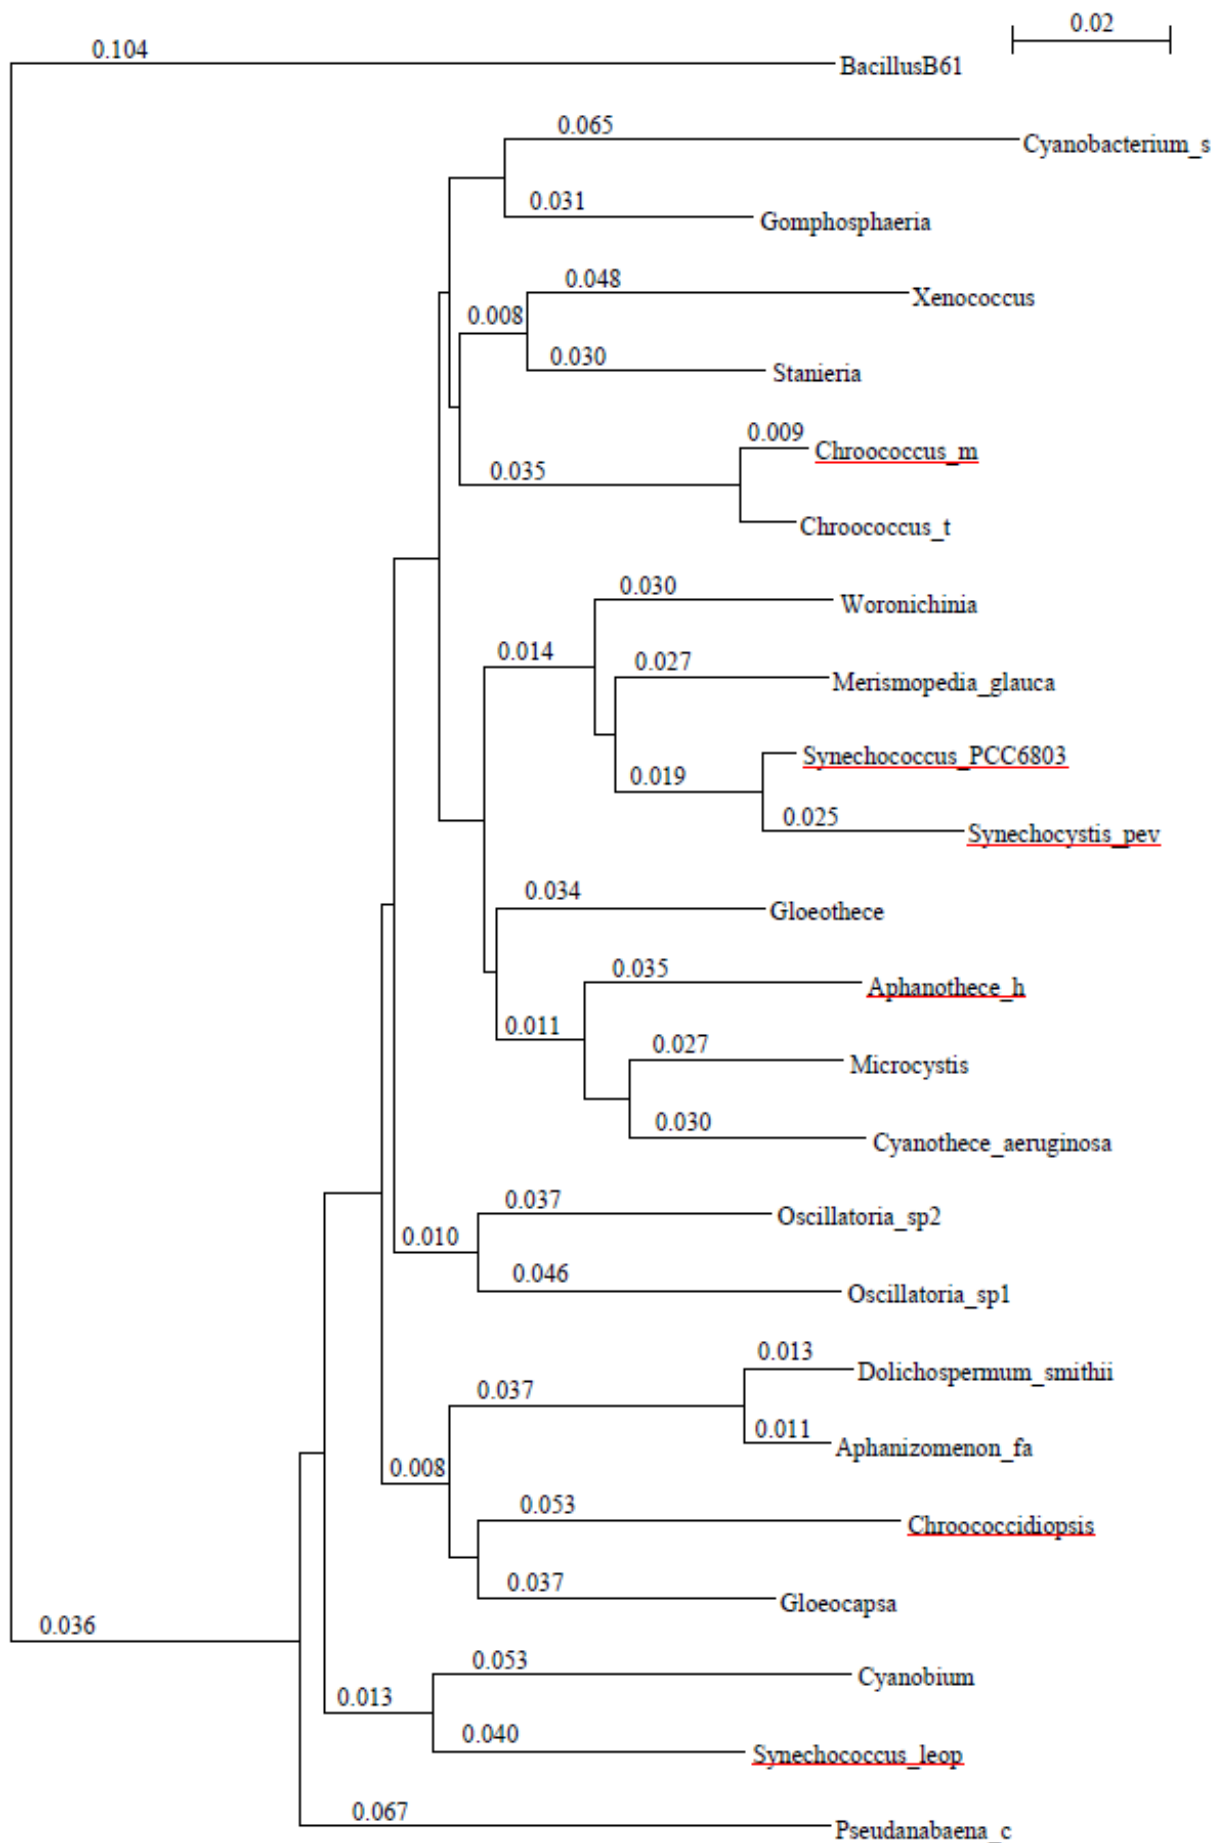 0.02
0.104
BacillusB61
0.065
Cyanobacterium_s
0.031
Gomphosphaeria
0.048
Xenococcus
0.008
0.030
Stanieria
0.009
Chroococcus_m
0.035
Chroococcus_t
0.030
Woronichinia
0.014
0.027
Merismopedia_glauca
Synechococcus_PCC6803
0.019
0.025
Synechocystis_pev
0.034
Gloeothece
0.035
Aphanothece_h
0.011
0.027
Microcystis
0.030
Cyanothece_aeruginosa
0.037
Oscillatoria_sp2
0.010
0.046
Oscillatoria_sp1
0.013
Dolichospermum_smithii
0.037
0.011
Aphanizomenon_fa
0.008
0.053
Chroococcidiopsis
0.037
Gloeocapsa
0.036
0.053
Cyanobium
0.013
0.040
Synechococcus_leop
0.067
Pseudanabaena_c